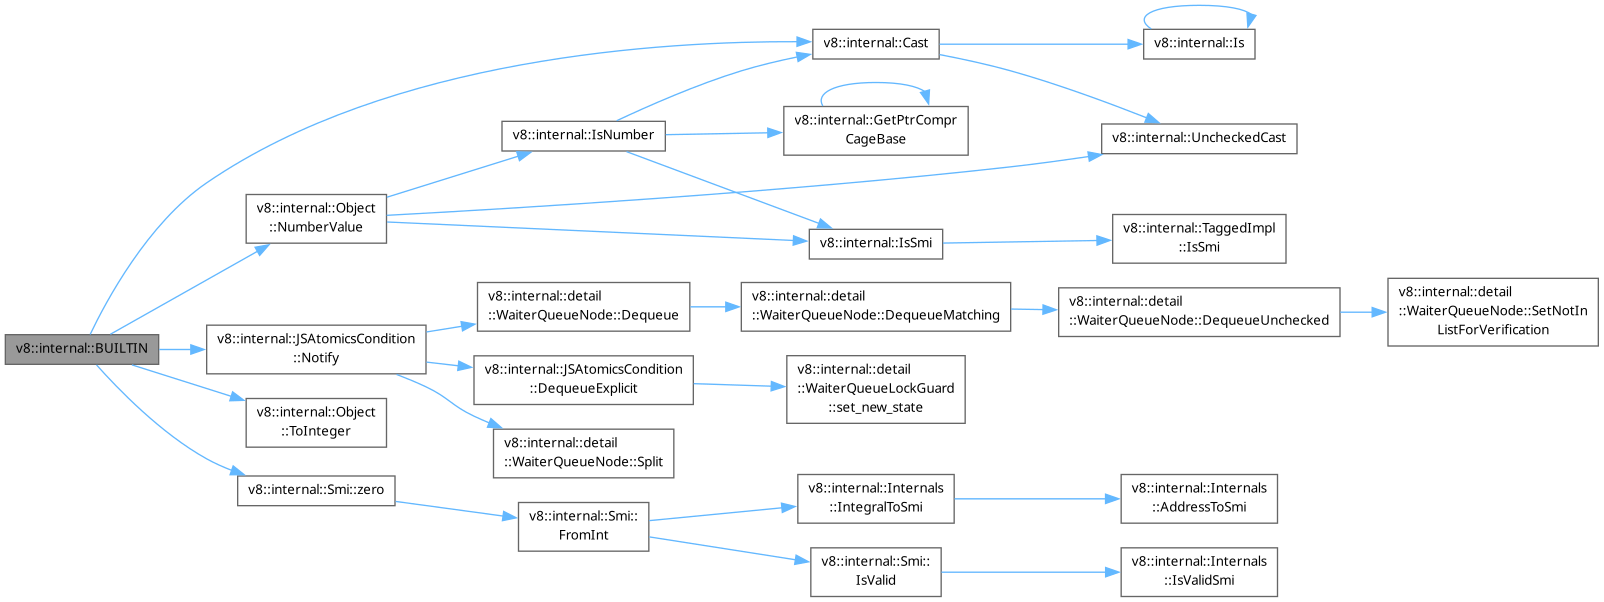 v8::internal::BUILTIN
v8::internal::Cast
v8::internal::Is
v8::internal::UncheckedCast
v8::internal::IsNumber
v8::internal::GetPtrCompr
CageBase
v8::internal::Object
::NumberValue
v8::internal::IsSmi
v8::internal::TaggedImpl
::IsSmi
v8::internal::JSAtomicsCondition
::Notify
v8::internal::detail
::WaiterQueueNode::Dequeue
v8::internal::detail
::WaiterQueueNode::DequeueMatching
v8::internal::detail
::WaiterQueueNode::DequeueUnchecked
v8::internal::detail
::WaiterQueueNode::SetNotIn
ListForVerification
v8::internal::JSAtomicsCondition
::DequeueExplicit
v8::internal::detail
::WaiterQueueLockGuard
::set_new_state
v8::internal::detail
::WaiterQueueNode::Split
v8::internal::Object
::ToInteger
v8::internal::Smi::zero
v8::internal::Smi::
FromInt
v8::internal::Internals
::IntegralToSmi
v8::internal::Internals
::AddressToSmi
v8::internal::Smi::
IsValid
v8::internal::Internals
::IsValidSmi